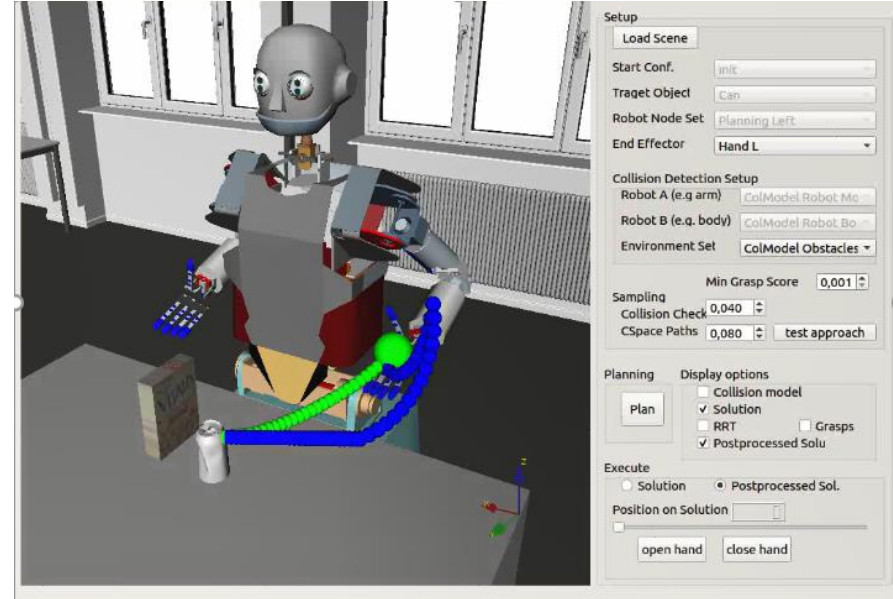 Setup
Load Scene
Start Conf. init
Traget Object Can
Robot Node Set Planning Left
End Effector Hand L
Collision Detection Setup
Robot A (e.g arm) ColModel Robot Mo
Robot B (e.g. body) ColModel Robot Bo
Environment Set ColModel Obstacles
Min Grasp Score 0,001
Sampling
Collision Check 0,040
CSpace Paths 0,080 test approach
Planning Display options
Collision model
Plan Solution
RRT Grasps
Postprocessed Solu
Execute
Solution Postprocessed Sol.
Position on Solution
open hand close hand
z